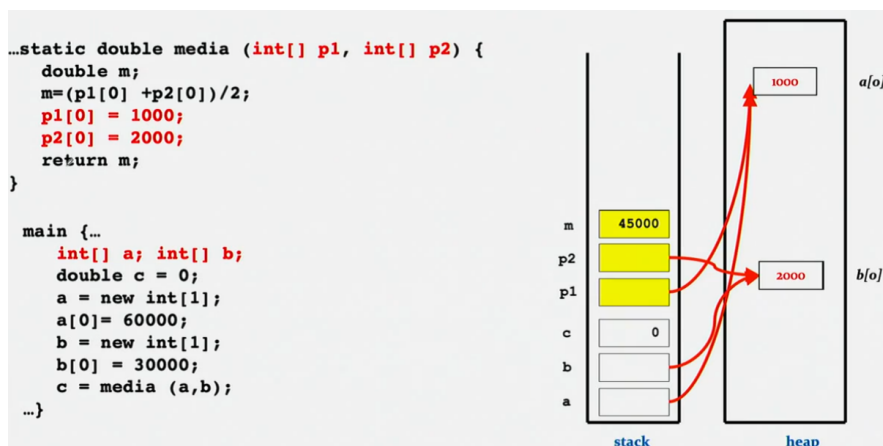 …static double media (int[] p1, int[] p2) {
double m;
m=(p1[0] +p2[0])/2;
p1[0] = 1000;
p2[0] = 2000;
return m;
}
main {…
int[] a; int[] b;
double c = 0;
a = new int[1];
a[0]= 60000;
b = new int[1];
b[0] = 30000;
c = media (a,b);
…}
1000 a[0]
m 45000
p2
2000 b[0]
p1
c 0
b
a
stack heap